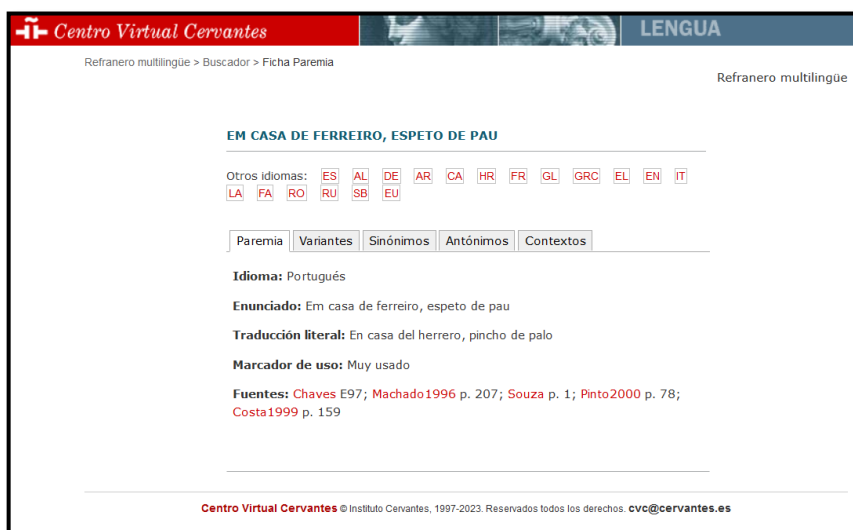 Centro Virtual Cervantes
LENGUA
Refranero multilingüe > Buscador > Ficha Paremia
Refranero multilingüe
EM CASA DE FERREIRO, ESPETO DE PAU
Otros idiomas: ES AL DE AR CA HR FR GL GRC EL EN IT
LA FA RO RU SB EU
Paremia Variantes Sinónimos Antónimos Contextos
Idioma: Portugués
Enunciado: Em casa de ferreiro, espeto de pau
Traducción literal: En casa del herrero, pincho de palo
Marcador de uso: Muy usado
Fuentes: Chaves E97; Machado1996 p. 207; Souza p. 1; Pinto2000 p. 78;
Costa1999 p. 159
Centro Virtual Cervantes © Instituto Cervantes, 1997-2023. Reservados todos los derechos. cvc@cervantes.es